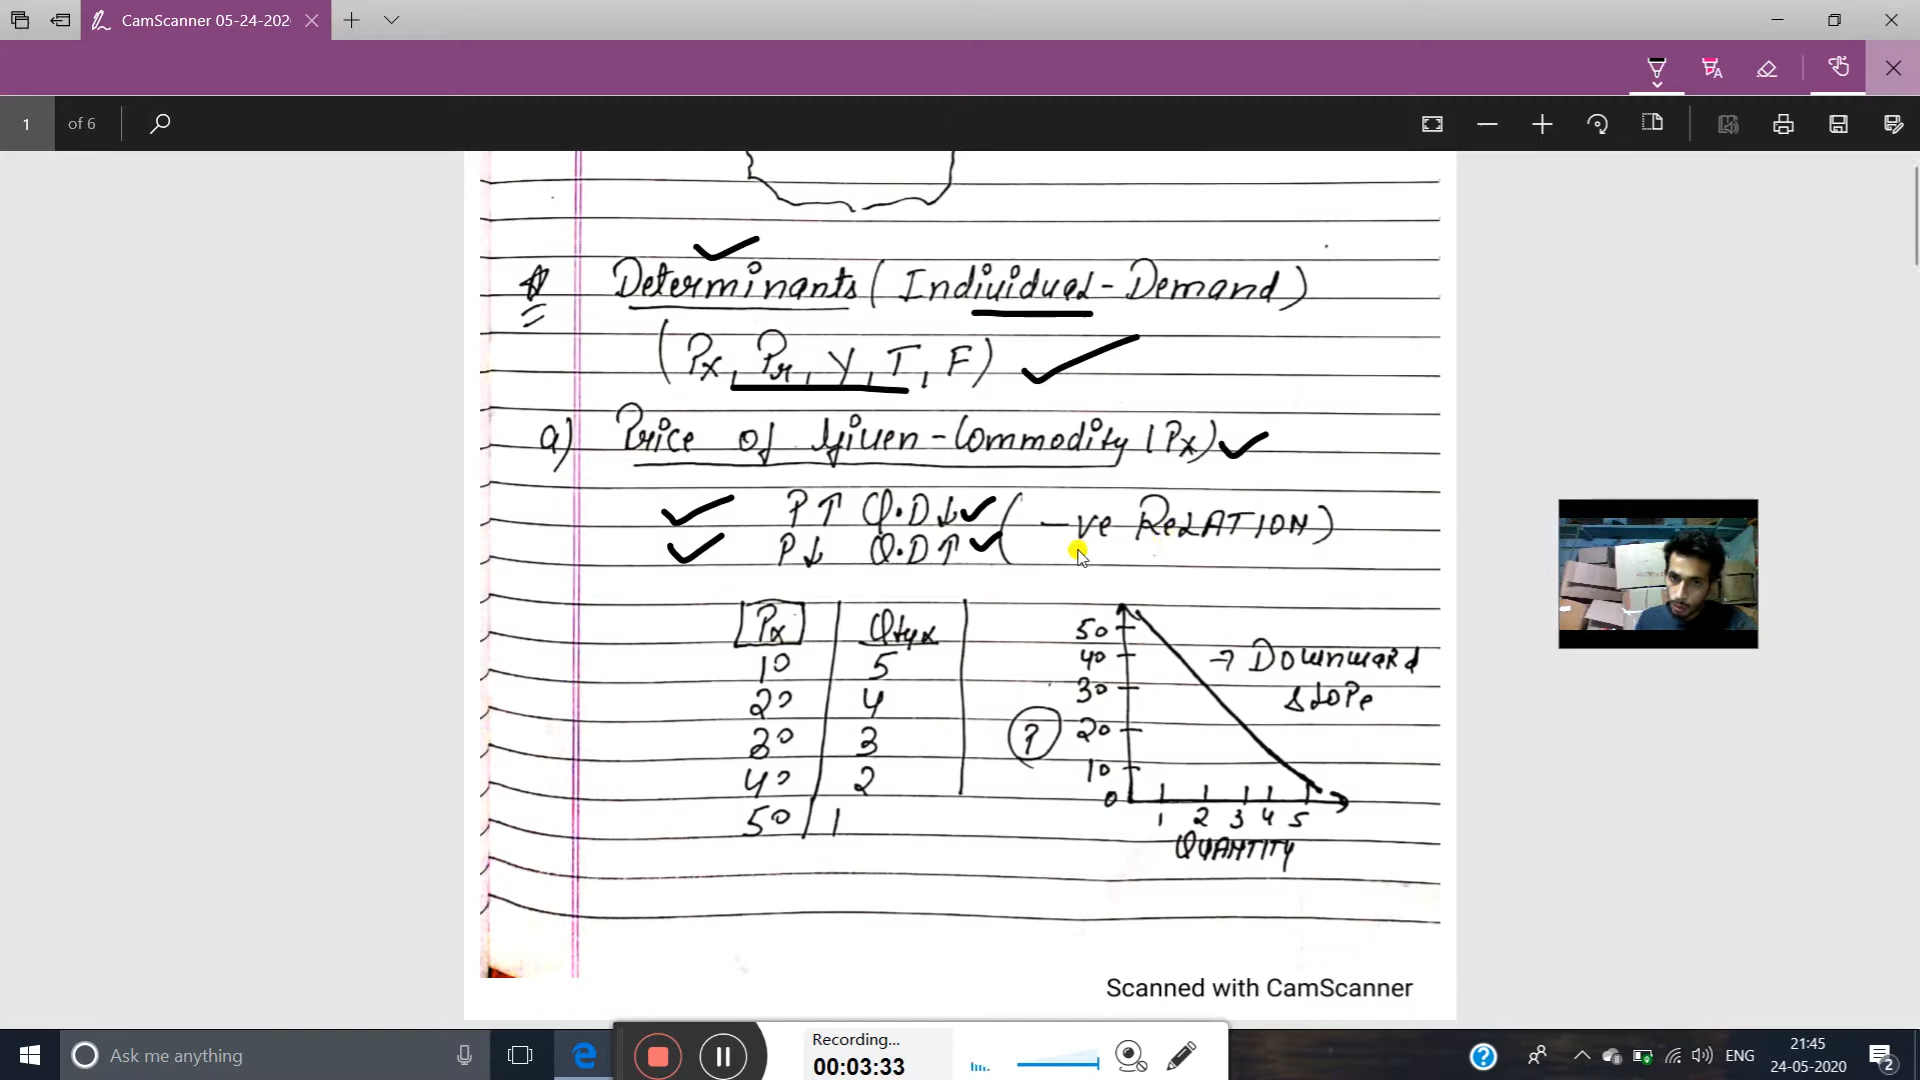 CamScanner 05-24-202
1 of 6
Determinants (Individual-Demand)
(Px, Pr, Y, T, F)
a) Price of Given-Commodity (Px)
P↑ Q.D↓ (-ve RELATION)
P↓ Q.D↑
Px Qtyx
10 5
20 4
30 3
40 2
50 1
50
40
30
20
10
0
P
→ Downward
slope
1 2 3 4 5
QUANTITY
Scanned with CamScanner
Ask me anything
Recording...
00:03:33
ENG
21:45
24-05-2020
2